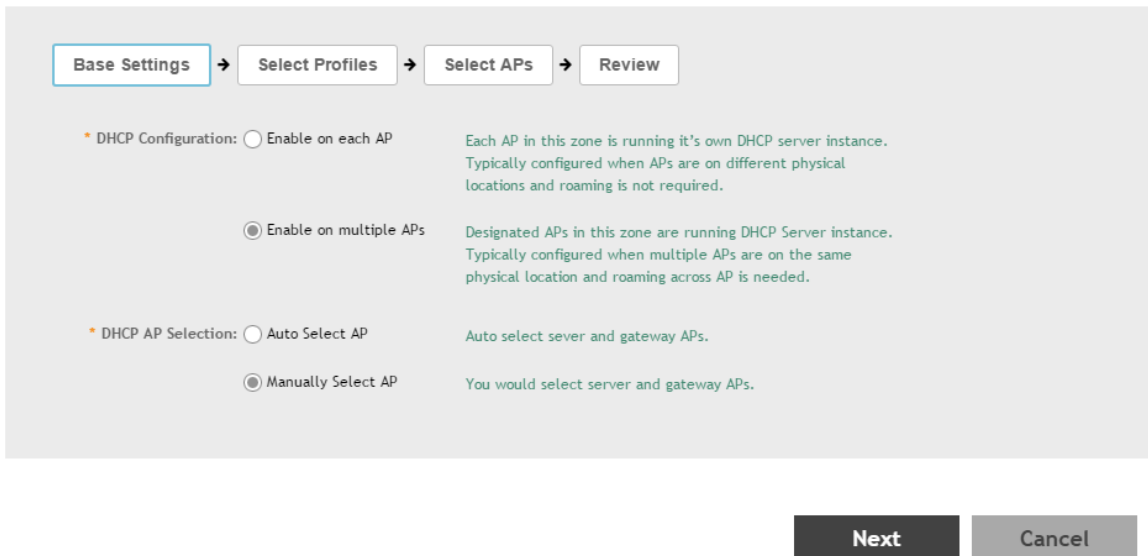 Base Settings → Select Profiles → Select APs → Review
* DHCP Configuration: Enable on each AP
Each AP in this zone is running it's own DHCP server instance.
Typically configured when APs are on different physical
locations and roaming is not required.
Enable on multiple APs
Designated APs in this zone are running DHCP Server instance.
Typically configured when multiple APs are on the same
physical location and roaming across AP is needed.
* DHCP AP Selection: Auto Select AP
Auto select sever and gateway APs.
Manually Select AP
You would select server and gateway APs.
Next Cancel